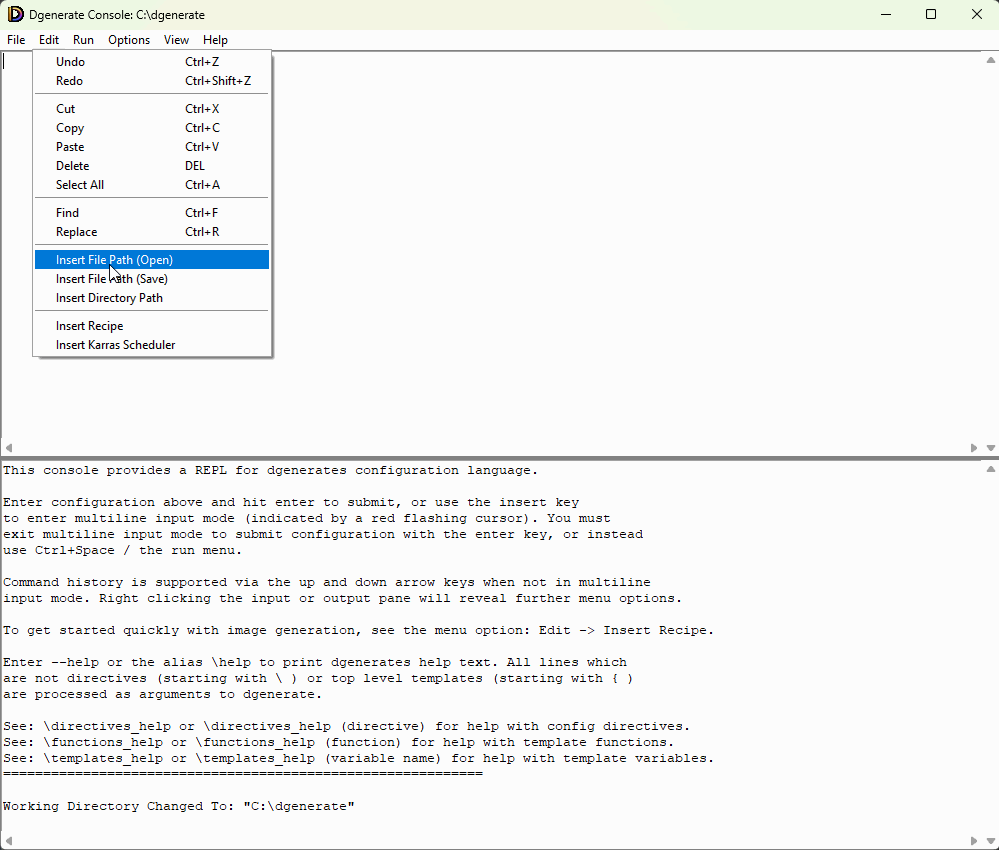 Dgenerate Console: C:\dgenerate
File Edit Run Options View Help
Undo Ctrl+Z
Redo Ctrl+Shift+Z
Cut Ctrl+X
Copy Ctrl+C
Paste Ctrl+V
Delete DEL
Select All Ctrl+A
Find Ctrl+F
Replace Ctrl+R
Insert File Path (Open)
Insert File Path (Save)
Insert Directory Path
Insert Recipe
Insert Karras Scheduler
This console provides a REPL for dgenerates configuration language.
Enter configuration above and hit enter to submit, or use the insert key
to enter multiline input mode (indicated by a red flashing cursor). You must
exit multiline input mode to submit configuration with the enter key, or instead
use Ctrl+Space / the run menu.
Command history is supported via the up and down arrow keys when not in multiline
input mode. Right clicking the input or output pane will reveal further menu options.
To get started quickly with image generation, see the menu option: Edit -> Insert Recipe.
Enter --help or the alias \help to print dgenerates help text. All lines which
are not directives (starting with \ ) or top level templates (starting with { )
are processed as arguments to dgenerate.
See: \directives_help or \directives_help (directive) for help with config directives.
See: \functions_help or \functions_help (function) for help with template functions.
See: \templates_help or \templates_help (variable name) for help with template variables.
============================================================
Working Directory Changed To: "C:\dgenerate"